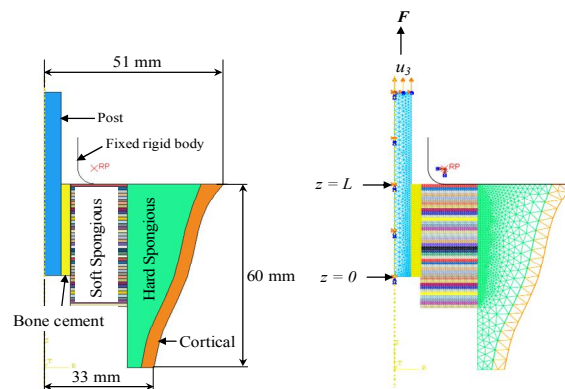 51 mm
Post
Fixed rigid body
RP
Soft Spongious
Hard Spongious
60 mm
Bone cement
Cortical
33 mm
F
u3
RP
z = L
z = 0